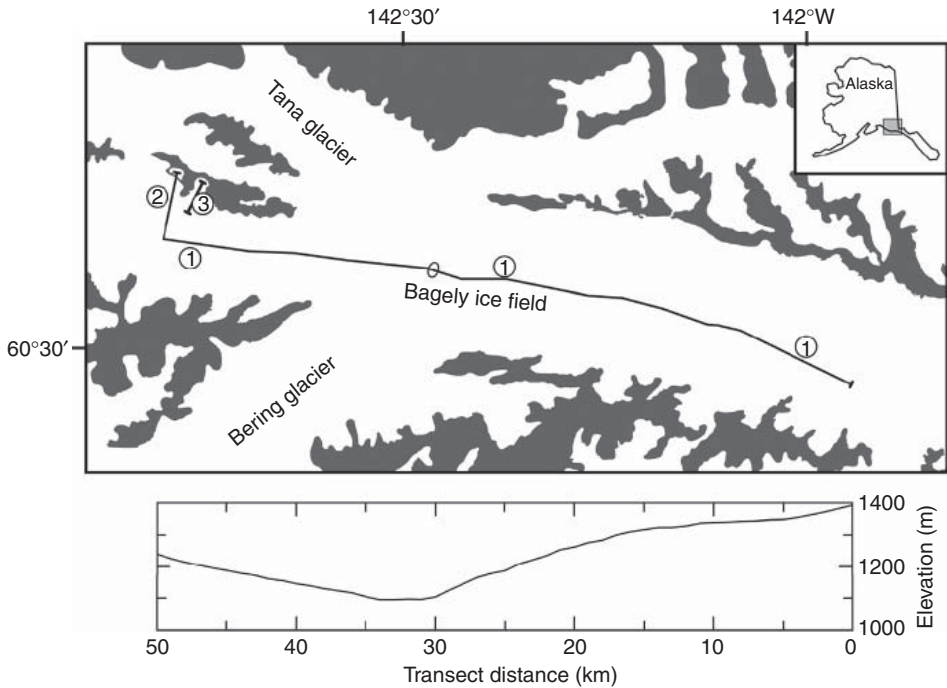 142°30′
142°W
Alaska
Tana glacier
②
③
①
①
Bagely ice field
60°30′
①
Bering glacier
1400
1200
1000
Elevation (m)
50
40
30
20
10
0
Transect distance (km)